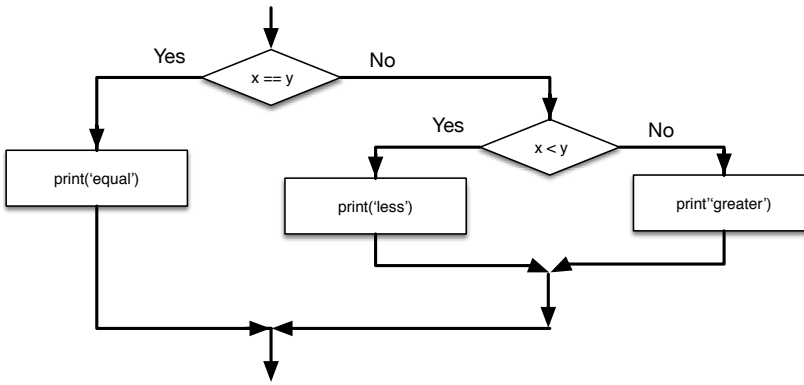 Yes
No
x == y
Yes
No
x < y
print(‘equal’)
print(‘less’)
print’‘greater’)